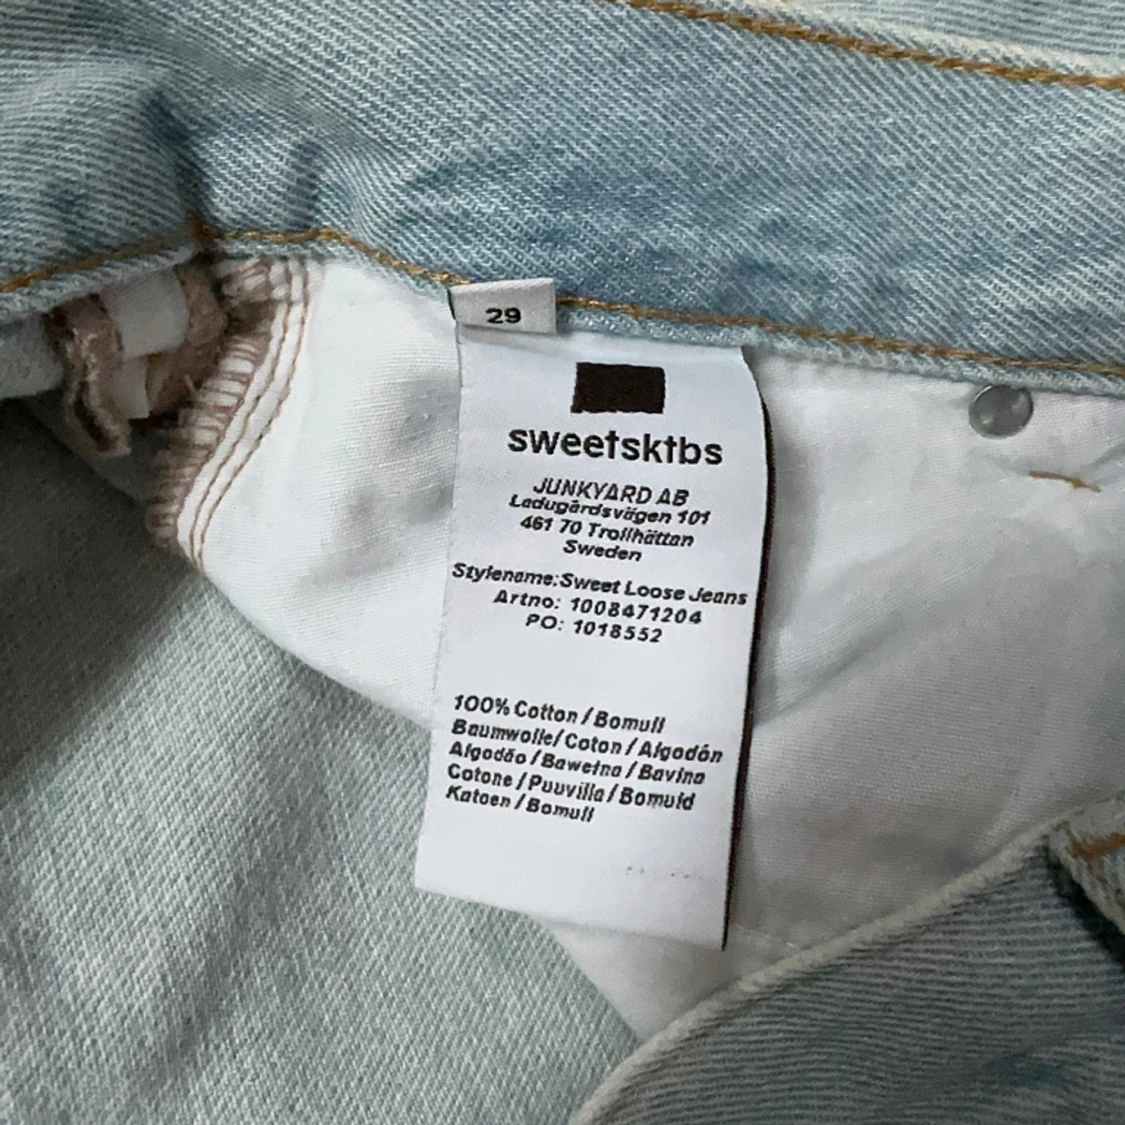 29
sweetsktbs
JUNKYARD AB
Ladugårdsvägen 101
461 70 Trollhättan
Sweden
Stylename:Sweet Loose Jeans
Artno: 1008471204
PO: 1018552
100% Cotton / Bomull
Baumwolle/Coton / Algodón
Algodão / Bawełna / Bavlna
Cotone / Puuvilla / Bomuld
Katoen / Bomull